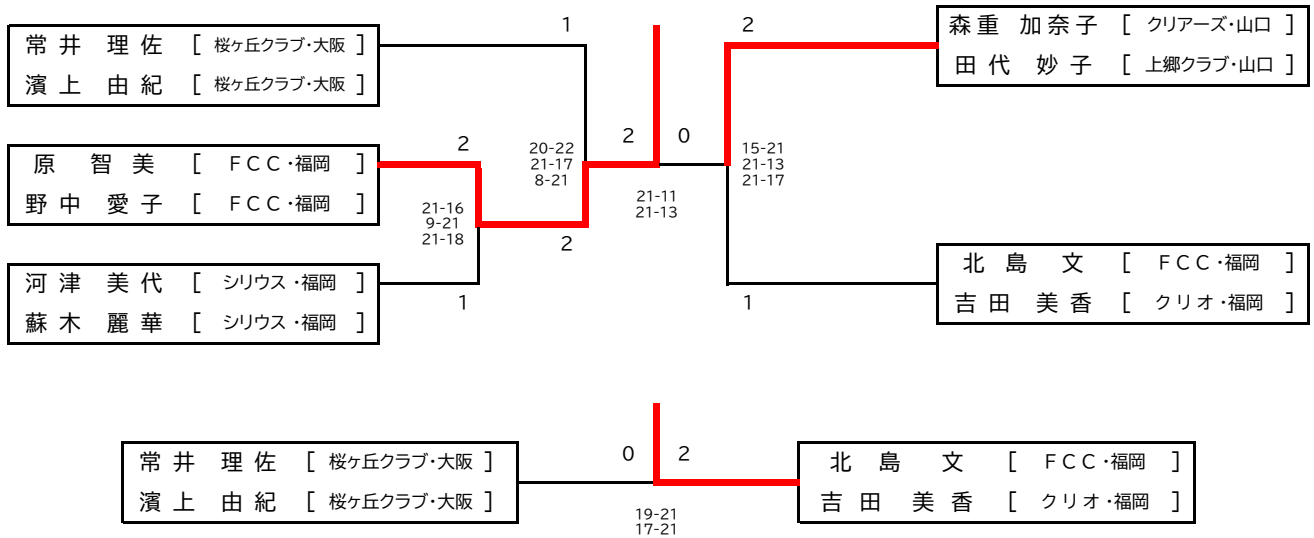 常井 理佐 [ 桜ヶ丘クラブ・大阪 ]
濱上 由紀 [ 桜ヶ丘クラブ・大阪 ]
1
2
森重 加奈子 [ クリアーズ・山口 ]
田代 妙子 [ 上郷クラブ・山口 ]
原 智美 [ FCC・福岡 ]
野中 愛子 [ FCC・福岡 ]
2
20-22
21-17
8-21
2
0
15-21
21-13
21-17
21-16
9-21
21-18
21-11
21-13
2
河津 美代 [ シリウス・福岡 ]
蘇木 麗華 [ シリウス・福岡 ]
1
1
北島 文 [ FCC・福岡 ]
吉田 美香 [ クリオ・福岡 ]
常井 理佐 [ 桜ヶ丘クラブ・大阪 ]
濱上 由紀 [ 桜ヶ丘クラブ・大阪 ]
0
2
19-21
17-21
北島 文 [ FCC・福岡 ]
吉田 美香 [ クリオ・福岡 ]